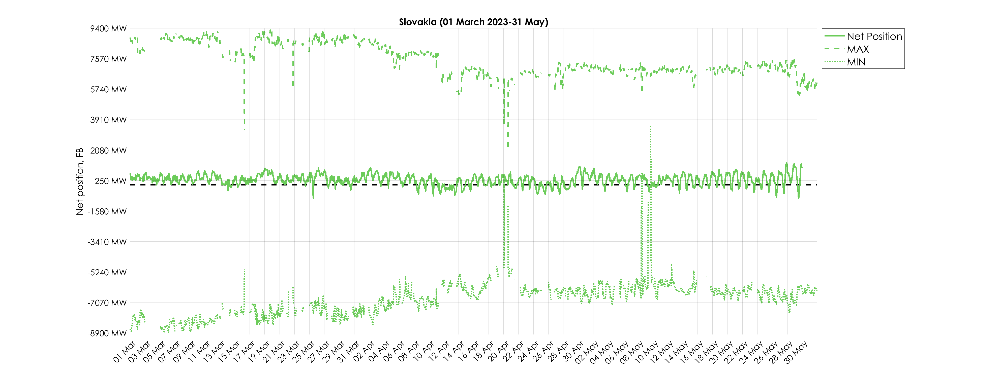 Slovakia (01 March 2023-31 May)
9400 MW
7570 MW
5740 MW
3910 MW
2080 MW
250 MW
-1580 MW
-3410 MW
-5240 MW
-7070 MW
-8900 MW
Net position, FB
Net Position
MAX
MIN
01 Mar
03 Mar
05 Mar
07 Mar
09 Mar
11 Mar
13 Mar
15 Mar
17 Mar
19 Mar
21 Mar
23 Mar
25 Mar
27 Mar
29 Mar
31 Mar
02 Apr
04 Apr
06 Apr
08 Apr
10 Apr
12 Apr
14 Apr
16 Apr
18 Apr
20 Apr
22 Apr
24 Apr
26 Apr
28 Apr
30 Apr
02 May
04 May
06 May
08 May
10 May
12 May
14 May
16 May
18 May
20 May
22 May
24 May
26 May
28 May
30 May